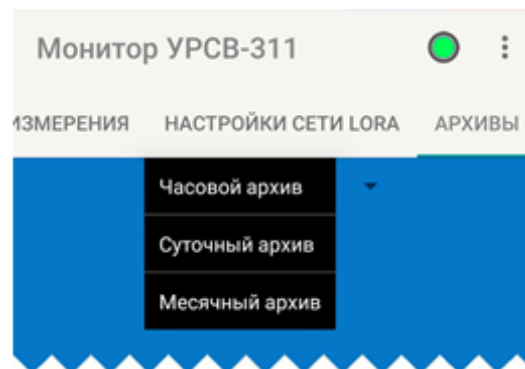 Монитор УРСВ-311
ИЗМЕРЕНИЯ НАСТРОЙКИ СЕТИ LORA АРХИВЫ
Часовой архив
Суточный архив
Месячный архив